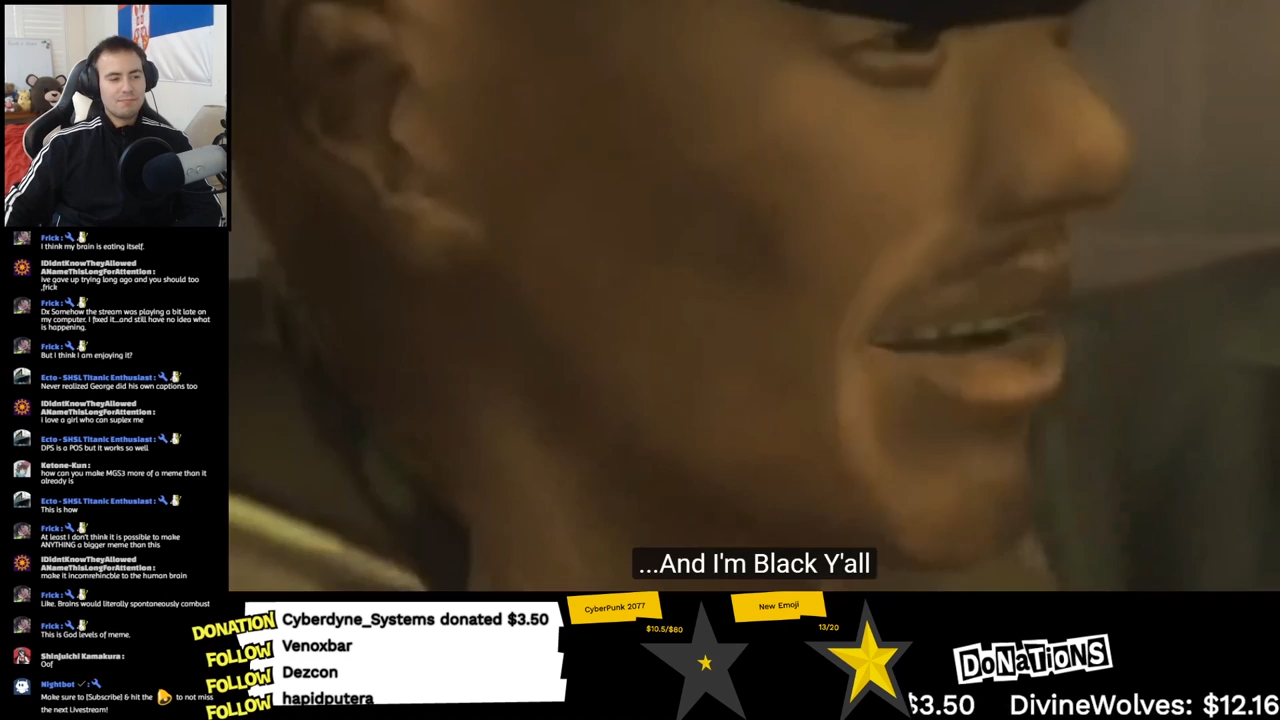 Frick :
I think my brain is eating itself.
IDidntKnowTheyAllowed
ANameThisLongForAttention :
ive gave up trying long ago and you should too
,frick
Frick :
Dx Somehow the stream was playing a bit late on
my computer. I fixed it...and still have no idea what
is happening.
Frick :
But I think I am enjoying it?
Ecto - SHSL Titanic Enthusiast :
Never realized George did his own captions too
IDidntKnowTheyAllowed
ANameThisLongForAttention :
i love a girl who can suplex me
Ecto - SHSL Titanic Enthusiast :
DPS is a POS but it works so well
Ketone-Kun :
how can you make MGS3 more of a meme than it
already is
Ecto - SHSL Titanic Enthusiast :
This is how
Frick :
At least I don't think it is possible to make
ANYTHING a bigger meme than this
IDidntKnowTheyAllowed
ANameThisLongForAttention :
make it incomrehincble to the human brain
Frick :
Like. Brains would literally spontaneously combust
Frick :
This is God levels of meme.
Shinjuichi Kamakura :
Oof
Nightbot ✓ :
Make sure to [Subscribe] & hit the to not miss
the next Livestream!
...And I'm Black Y'all
DONATION Cyberdyne_Systems donated $3.50
FOLLOW Venoxbar
FOLLOW Dezcon
FOLLOW hapidputera
CyberPunk 2077
$10.5/$60
New Emoji
13/20
DONATIONS
$3.50 DivineWolves: $12.16